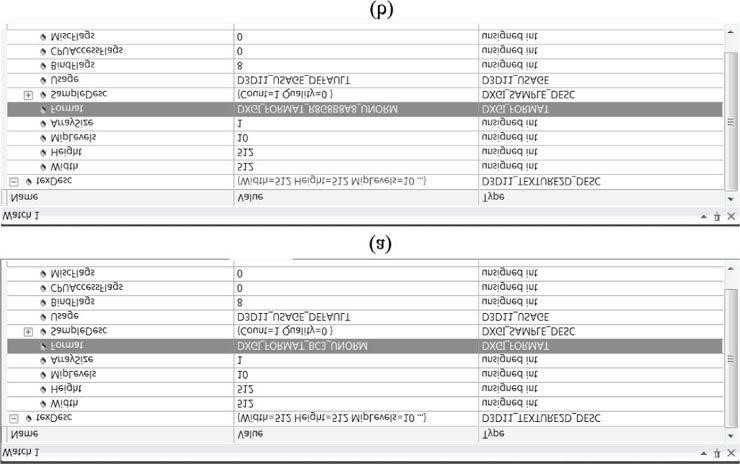 Watch 1
Name Value Type
texDesc {Width=512 Height=512 MipLevels=10 ...} D3D11_TEXTURE2D_DESC
Width 512 unsigned int
Height 512 unsigned int
MipLevels 10 unsigned int
ArraySize 1 unsigned int
Format DXGI_FORMAT_BC3_UNORM DXGI_FORMAT
SampleDesc {Count=1 Quality=0 } DXGI_SAMPLE_DESC
Usage D3D11_USAGE_DEFAULT D3D11_USAGE
BindFlags 8 unsigned int
CPUAccessFlags 0 unsigned int
MiscFlags 0 unsigned int
(a)
Watch 1
Name Value Type
texDesc {Width=512 Height=512 MipLevels=10 ...} D3D11_TEXTURE2D_DESC
Width 512 unsigned int
Height 512 unsigned int
MipLevels 10 unsigned int
ArraySize 1 unsigned int
Format DXGI_FORMAT_R8G8B8A8_UNORM DXGI_FORMAT
SampleDesc {Count=1 Quality=0 } DXGI_SAMPLE_DESC
Usage D3D11_USAGE_DEFAULT D3D11_USAGE
BindFlags 8 unsigned int
CPUAccessFlags 0 unsigned int
MiscFlags 0 unsigned int
(b)